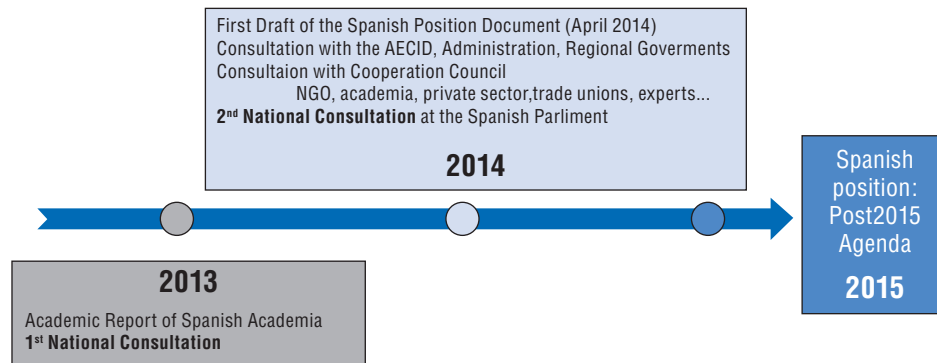 First Draft of the Spanish Position Document (April 2014)
Consultation with the AECID, Administration, Regional Goverments
Consultaion with Cooperation Council
NGO, academia, private sector,trade unions, experts...
2nd National Consultation at the Spanish Parliment
2014
Spanish
position:
Post2015
Agenda
2015
2013
Academic Report of Spanish Academia
1st National Consultation